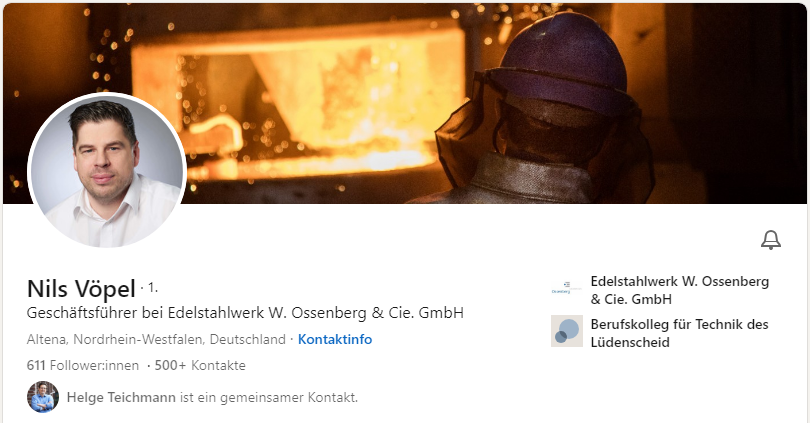 Nils Vöpel · 1.
Geschäftsführer bei Edelstahlwerk W. Ossenberg & Cie. GmbH
Altena, Nordrhein-Westfalen, Deutschland · Kontaktinfo
611 Follower:innen · 500+ Kontakte
Helge Teichmann ist ein gemeinsamer Kontakt.
Edelstahlwerk W. Ossenberg
& Cie. GmbH
Berufskolleg für Technik des
Lüdenscheid